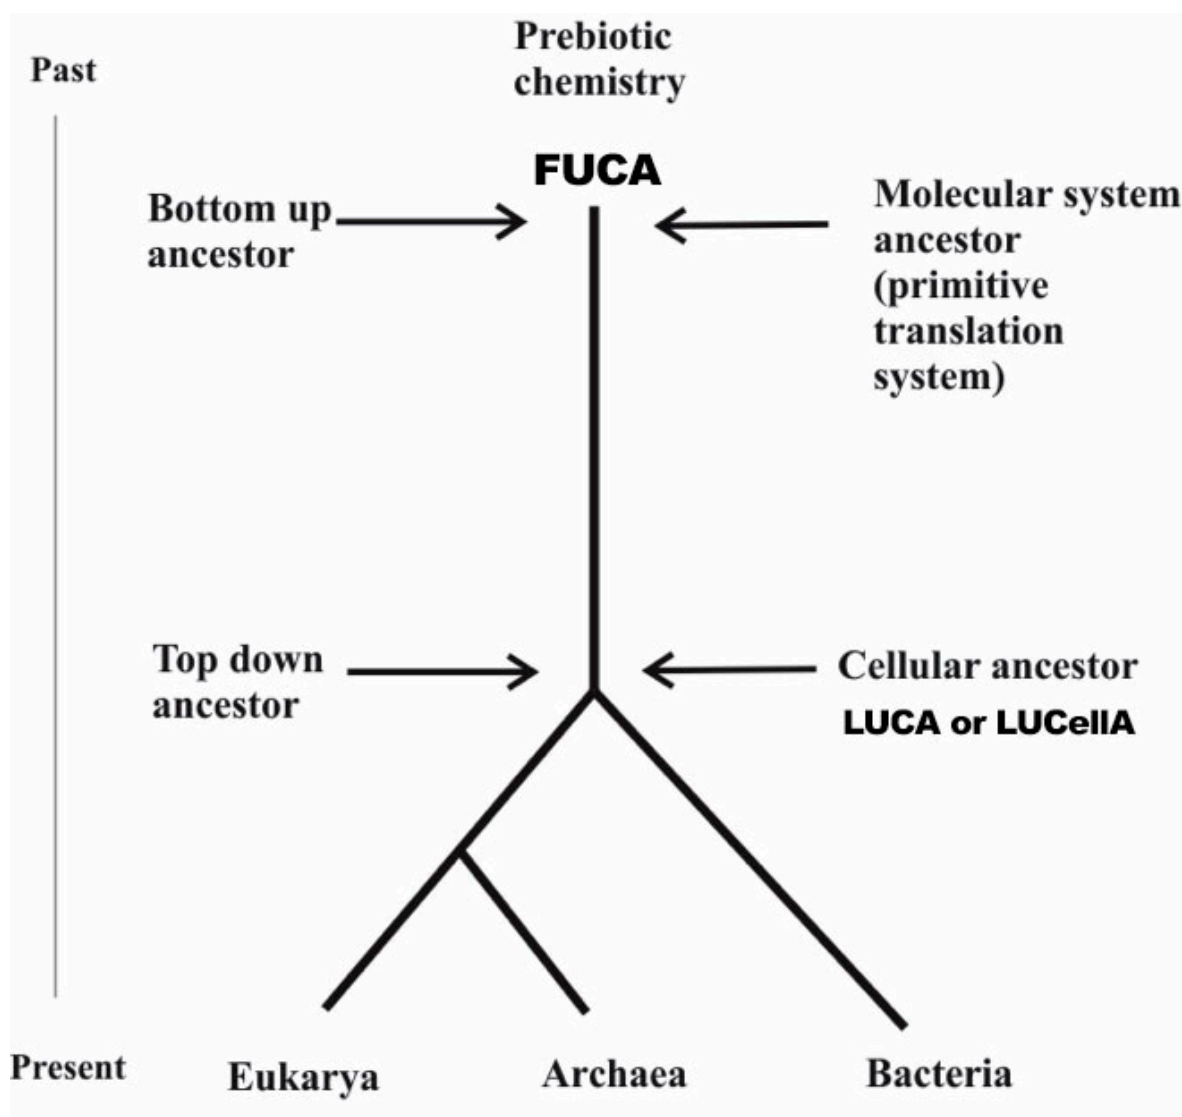 Past
Prebiotic
chemistry
FUCA
Bottom up
ancestor
Molecular system
ancestor
(primitive
translation
system)
Top down
ancestor
Cellular ancestor
LUCA or LUCellA
Present
Eukarya
Archaea
Bacteria